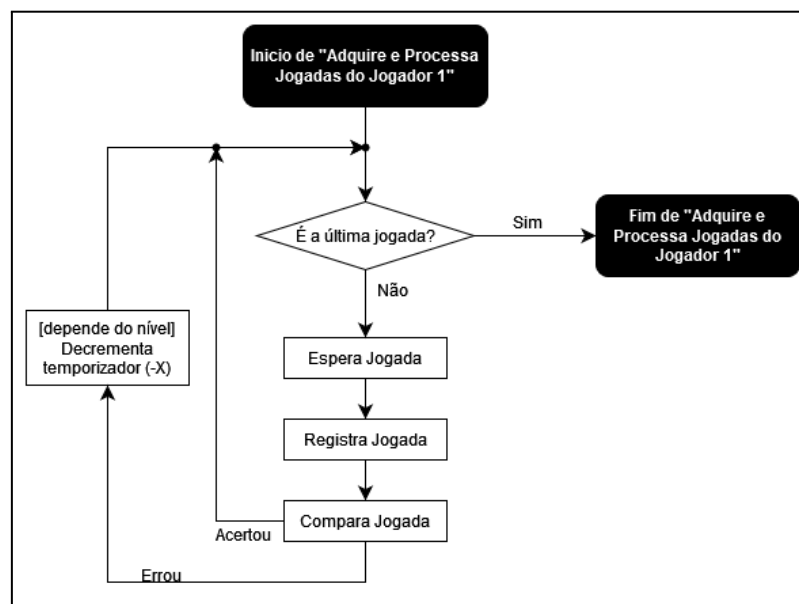 Inicio de "Adquire e Processa
Jogadas do Jogador 1"
É a última jogada?
Sim
Fim de "Adquire e
Processa Jogadas do
Jogador 1"
Não
[depende do nível]
Decrementa
temporizador (-X)
Espera Jogada
Registra Jogada
Compara Jogada
Acertou
Errou